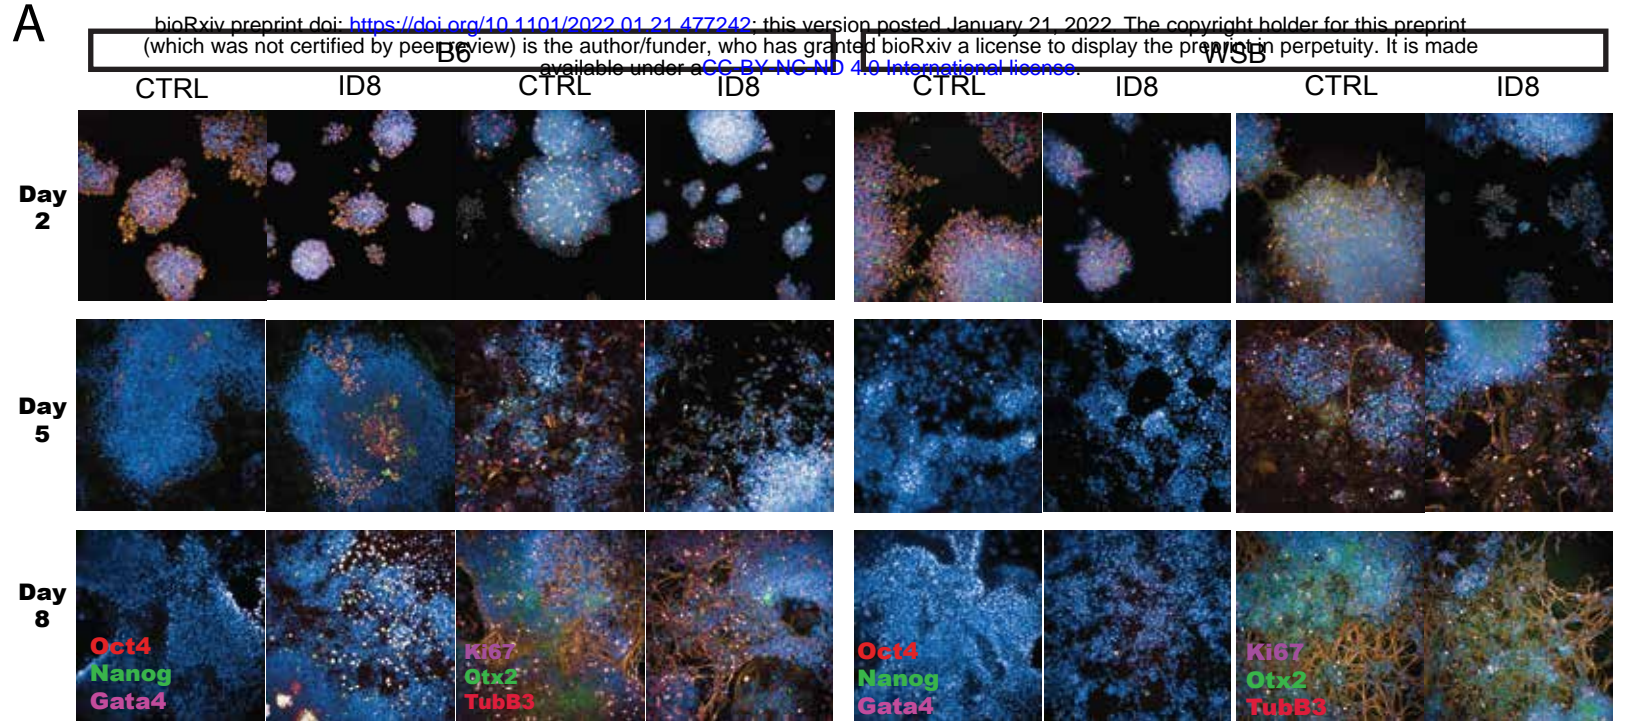 A
bioRxiv preprint doi: https://doi.org/10.1101/2022.01.21.477242; this version posted January 21, 2022. The copyright holder for this preprint
(which was not certified by peer review) is the author/funder, who has granted bioRxiv a license to display the preprint in perpetuity. It is made
available under aCC-BY-NC-ND 4.0 International license.
B6 WSB
CTRL ID8 CTRL ID8 CTRL ID8 CTRL ID8
Day
2
Day
5
Day
8
Oct4
Nanog
Gata4
Ki67
Otx2
TubB3
Oct4
Nanog
Gata4
Ki67
Otx2
TubB3